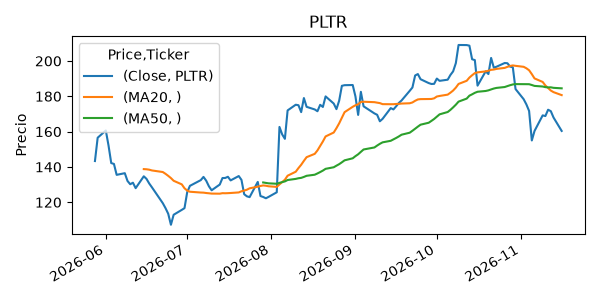 PLTR
Price,Ticker
(Close, PLTR)
(MA20, )
(MA50, )
Precio
200
180
160
140
120
2026-06
2026-07
2026-08
2026-09
2026-10
2026-11